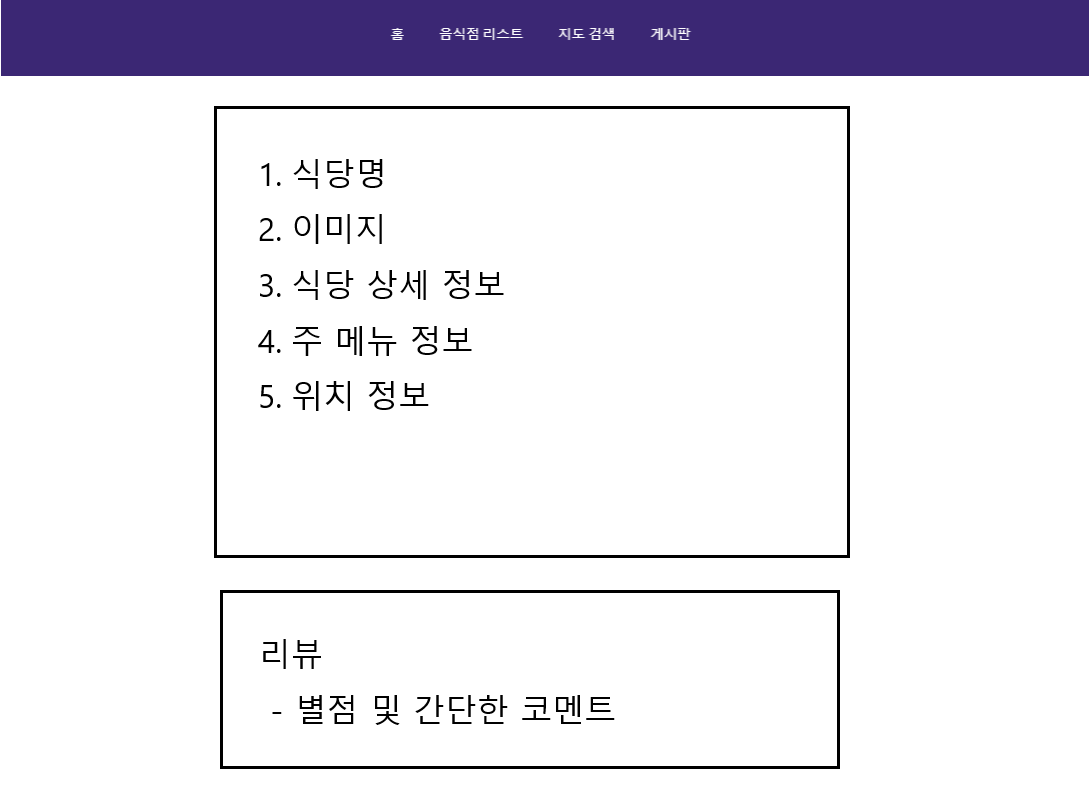 홈 음식점 리스트 지도 검색 게시판
1. 식당명
2. 이미지
3. 식당 상세 정보
4. 주 메뉴 정보
5. 위치 정보
리뷰
- 별점 및 간단한 코멘트